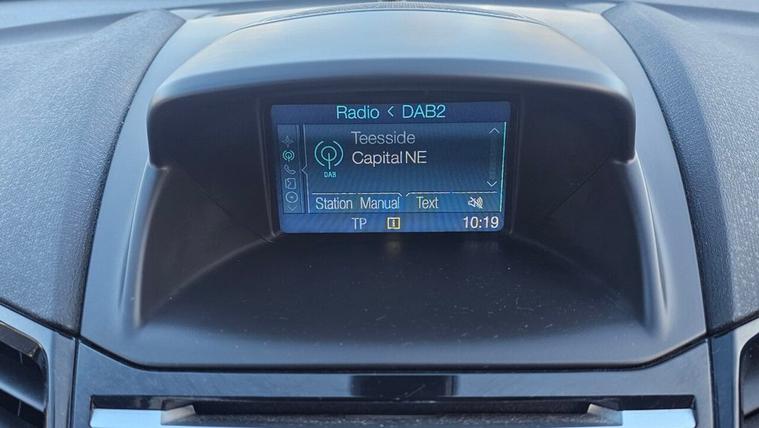 Radio < DAB2
Teesside
Capital NE
DAB
Station Manual Text
TP i 10:19